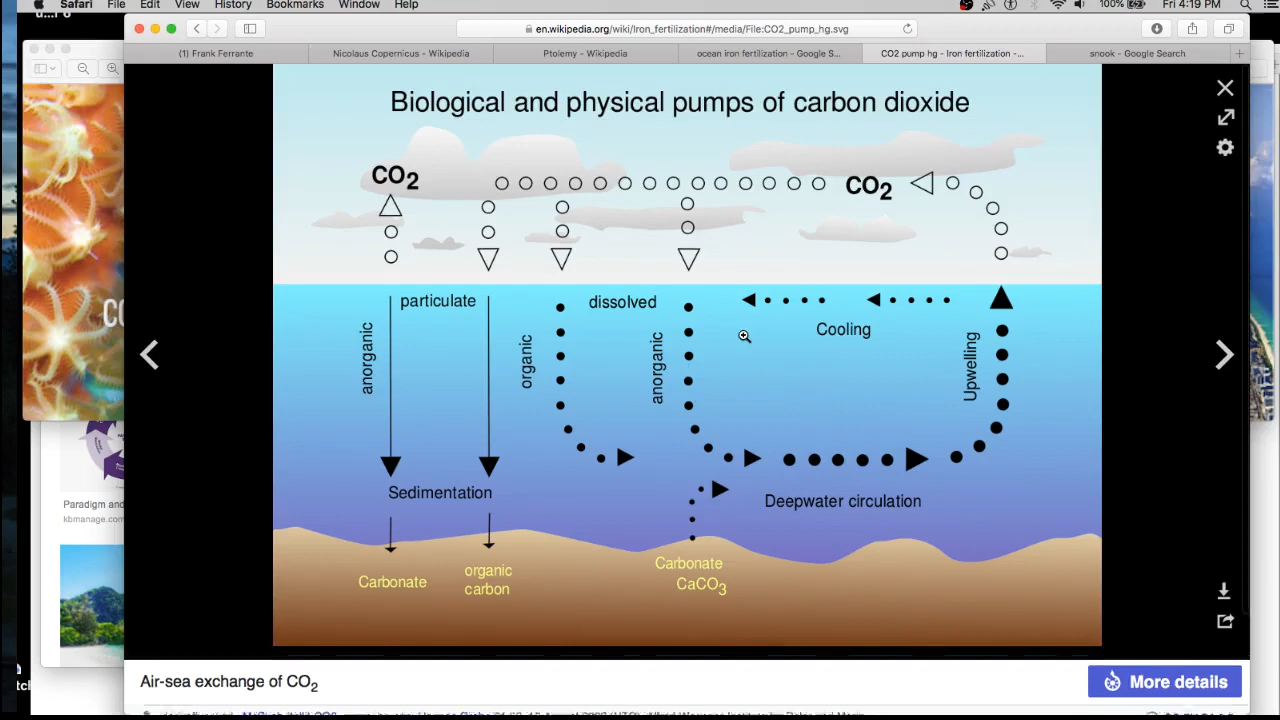 Safari File Edit View History Bookmarks Window Help 100% Fri 4:19 PM
en.wikipedia.org/wiki/Iron_fertilization#/media/File:CO2_pump_hg.svg
(1) Frank Ferrante Nicolaus Copernicus - Wikipedia Ptolemy - Wikipedia ocean iron fertilization - Google S... CO2 pump hg - Iron fertilization -... snook - Google Search
Biological and physical pumps of carbon dioxide
CO2 CO2
particulate dissolved
Cooling
anorganic organic anorganic Upwelling
Sedimentation
Deepwater circulation
Carbonate
organic
carbon
Carbonate
CaCO3
Paradigm and
kbmanage.com
Air-sea exchange of CO2
More details